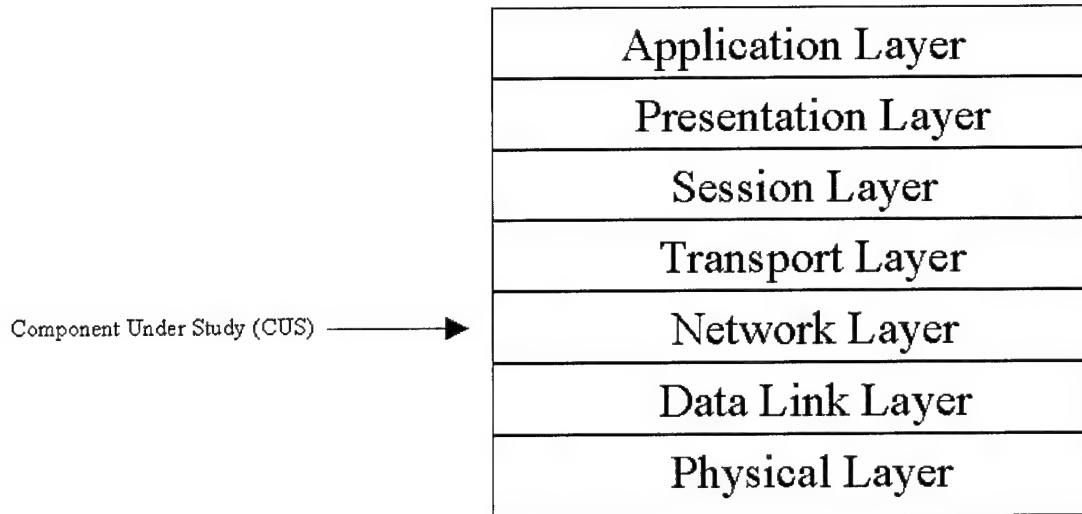 Application Layer
Presentation Layer
Session Layer
Transport Layer
Component Under Study (CUS)
Network Layer
Data Link Layer
Physical Layer